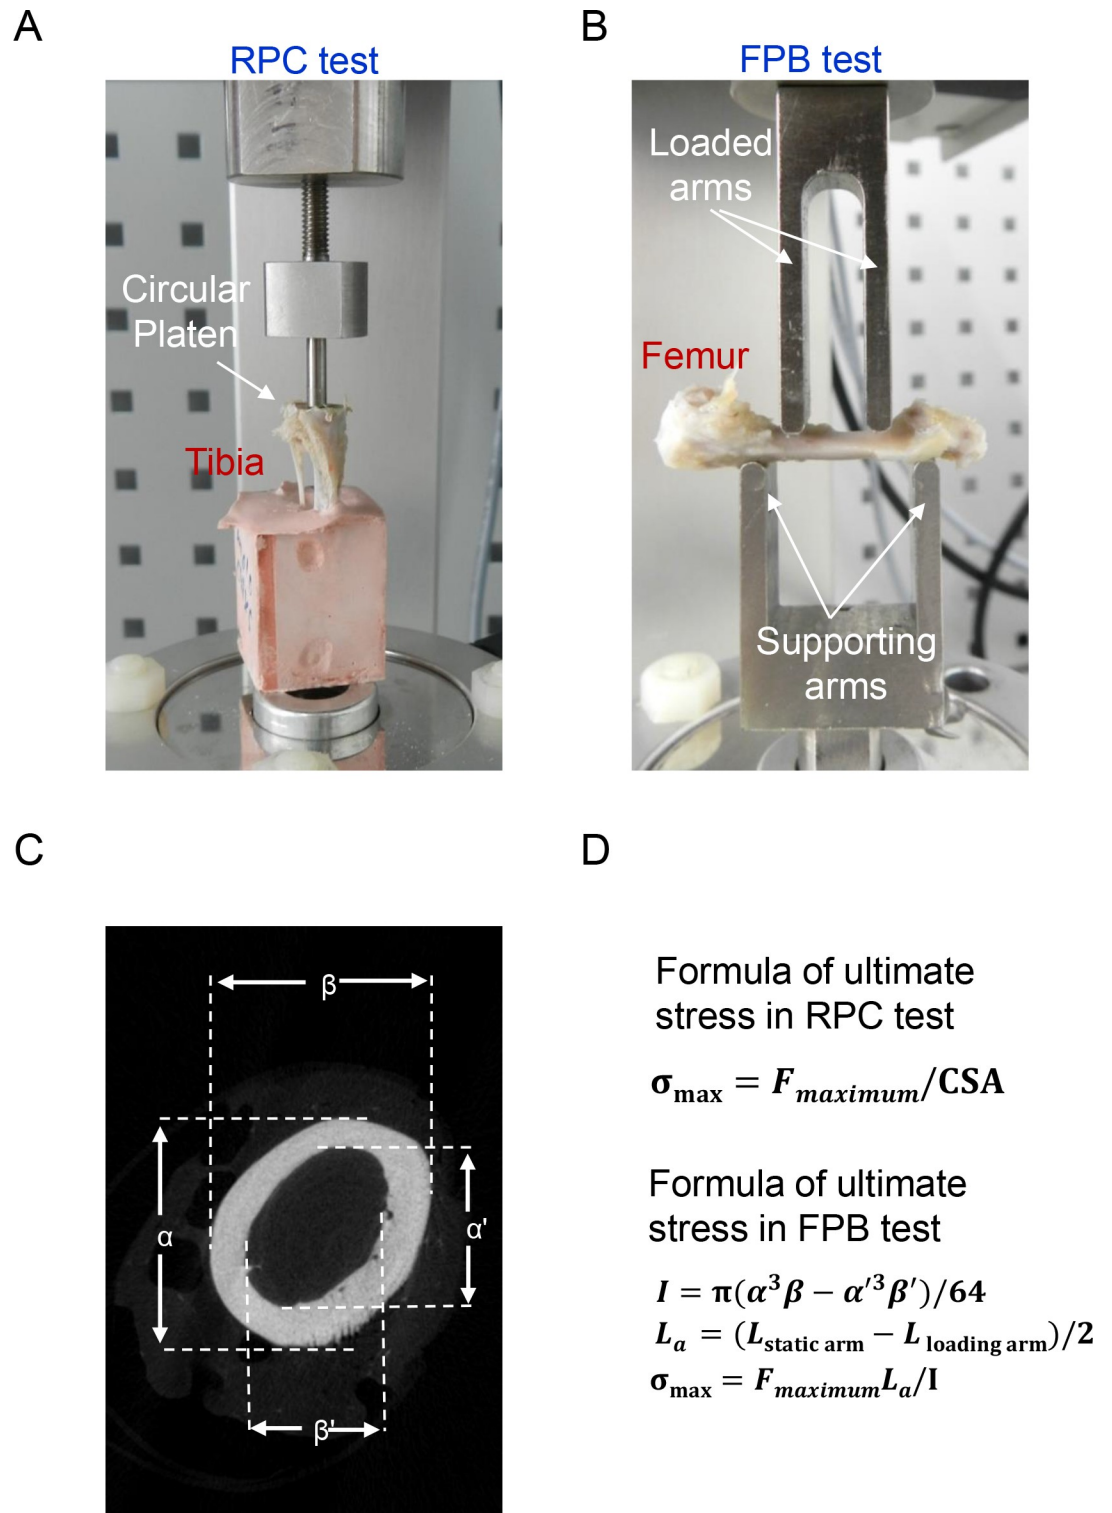 A
RPC test
Circular
Platen
Tibia
B
FPB test
Loaded
arms
Femur
Supporting
arms
C
β
α
α'
β'
D
Formula of ultimate
stress in RPC test
σmax = Fmaximum/CSA
Formula of ultimate
stress in FPB test
I = π(α³β − α'³β')/64
Lₐ = (Lstatic arm − L loading arm)/2
σmax = FmaximumLₐ/I